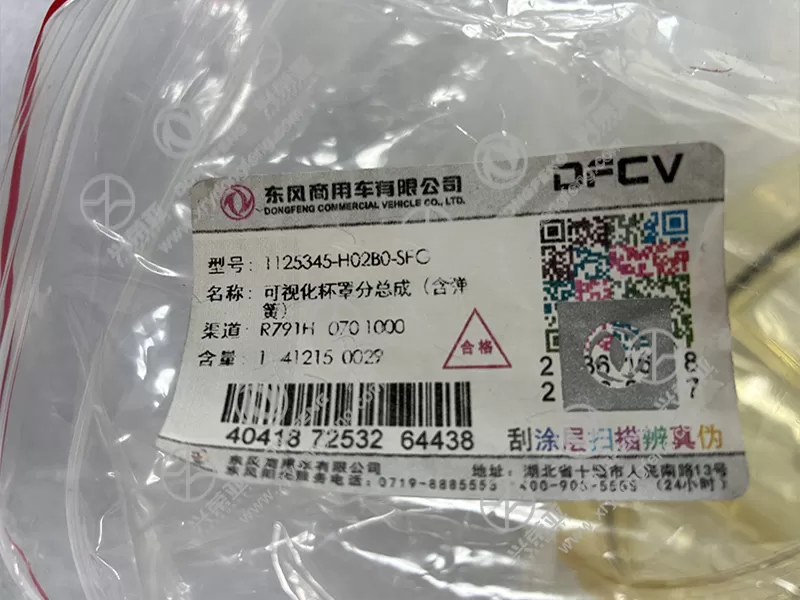 东风商用车有限公司
DONGFENG COMMERCIAL VEHICLE CO., LTD.
DFCV
型号: 1125345-H02B0-SFC
名称: 可视化杯罩分总成（含弹
簧）
渠道: R791H 0701000
含量: 1 41215 0029
合格
40418 72532 64438
刮涂层扫描辨真伪
东风商用车有限公司
地址: 湖北省十堰市人民南路13号
0719-8885553
(24小时)